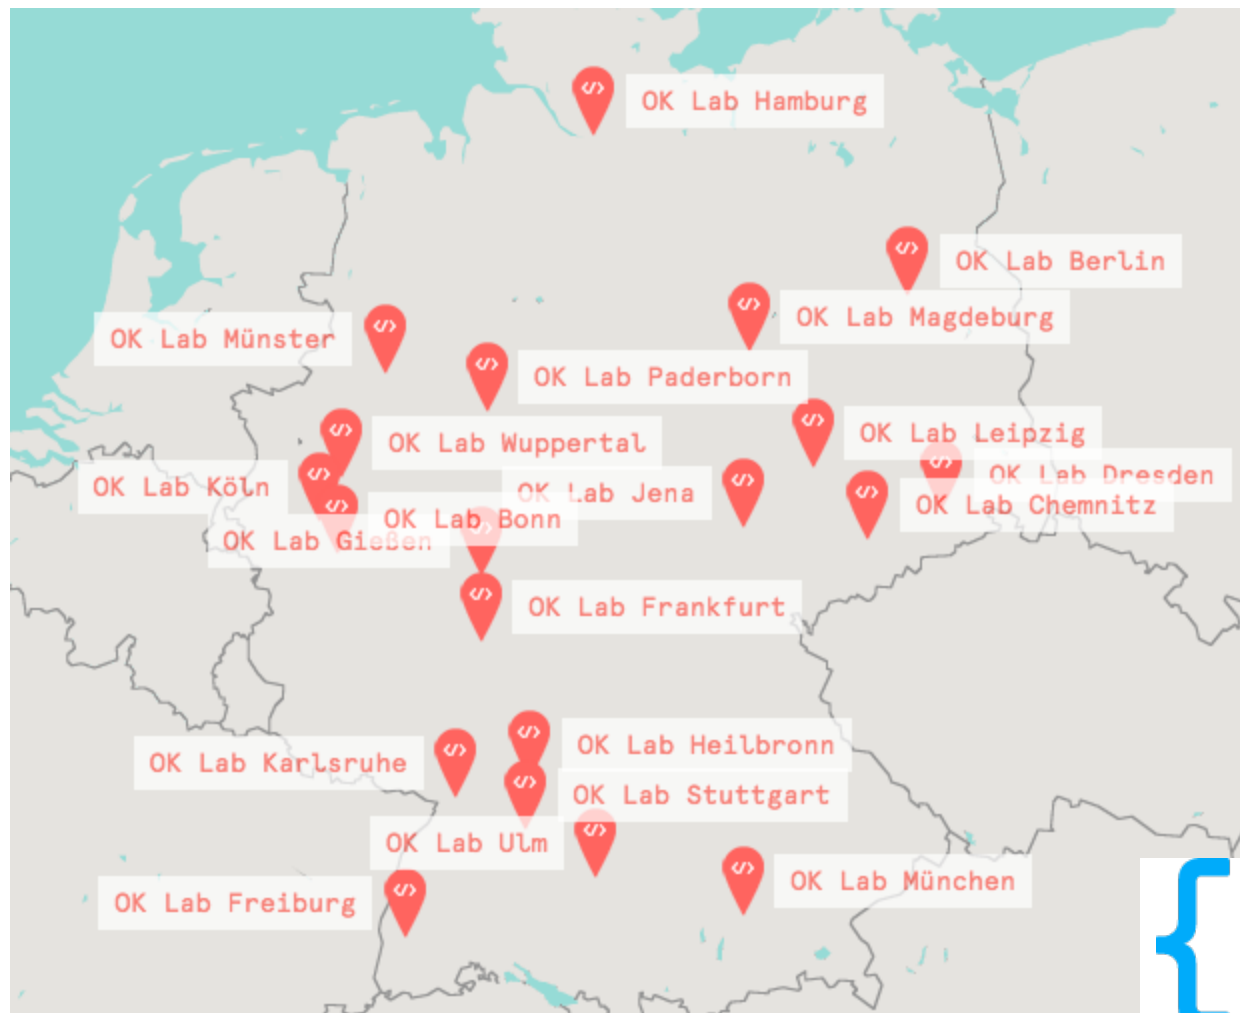 OK Lab Hamburg
OK Lab Berlin
OK Lab Magdeburg
OK Lab Münster
OK Lab Paderborn
OK Lab Leipzig
OK Lab Wuppertal
OK Lab Dresden
OK Lab Köln
OK Lab Jena
OK Lab Chemnitz
OK Lab Bonn
OK Lab Gießen
OK Lab Frankfurt
OK Lab Heilbronn
OK Lab Karlsruhe
OK Lab Stuttgart
OK Lab Ulm
OK Lab München
OK Lab Freiburg
{